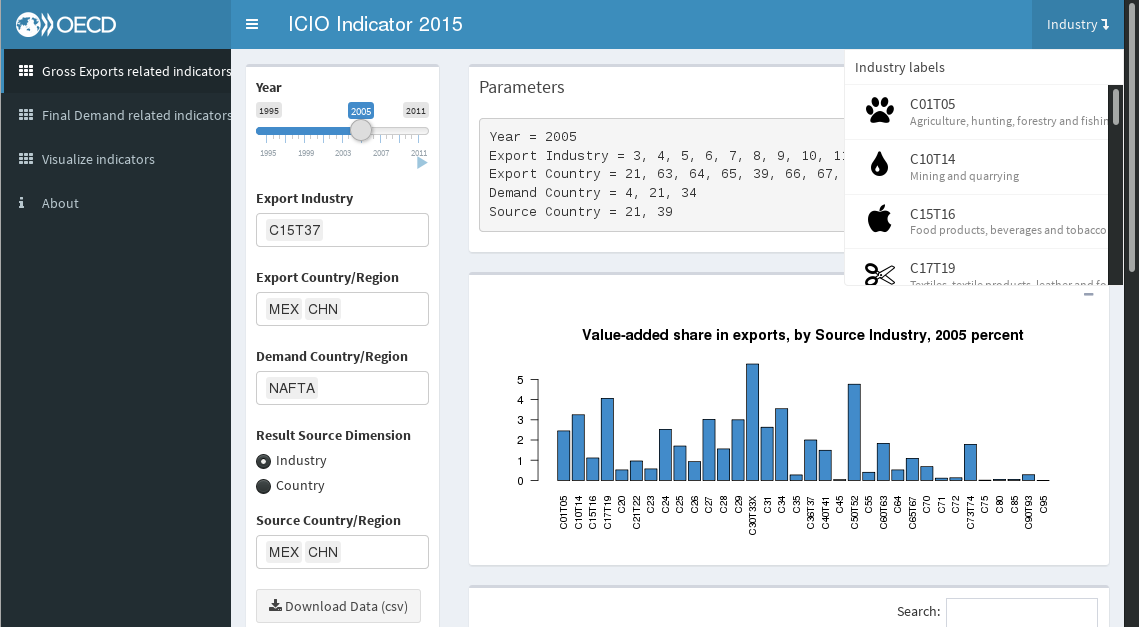 OECD
ICIO Indicator 2015
Industry
Gross Exports related indicators
Final Demand related indicators
Visualize indicators
About
Year
1995
2005
2011
1995 1999 2003 2007 2011
Export Industry
C15T37
Export Country/Region
MEX CHN
Demand Country/Region
NAFTA
Result Source Dimension
Industry
Country
Source Country/Region
MEX CHN
Download Data (csv)
Parameters
Year = 2005
Export Industry = 3, 4, 5, 6, 7, 8, 9, 10, 11
Export Country = 21, 63, 64, 65, 39, 66, 67,
Demand Country = 4, 21, 34
Source Country = 21, 39
Industry labels
C01T05
Agriculture, hunting, forestry and fishin
C10T14
Mining and quarrying
C15T16
Food products, beverages and tobacco
C17T19
Textiles, textile products, leather and fo
Value-added share in exports, by Source Industry, 2005 percent
5
4
3
2
1
0
C01T05
C10T14
C15T16
C17T19
C20
C21T22
C23
C24
C25
C26
C27
C28
C29
C30T33X
C31
C34
C35
C36T37
C40T41
C45
C50T52
C55
C60T63
C64
C65T67
C70
C71
C72
C73T74
C75
C80
C85
C90T93
C95
Search: